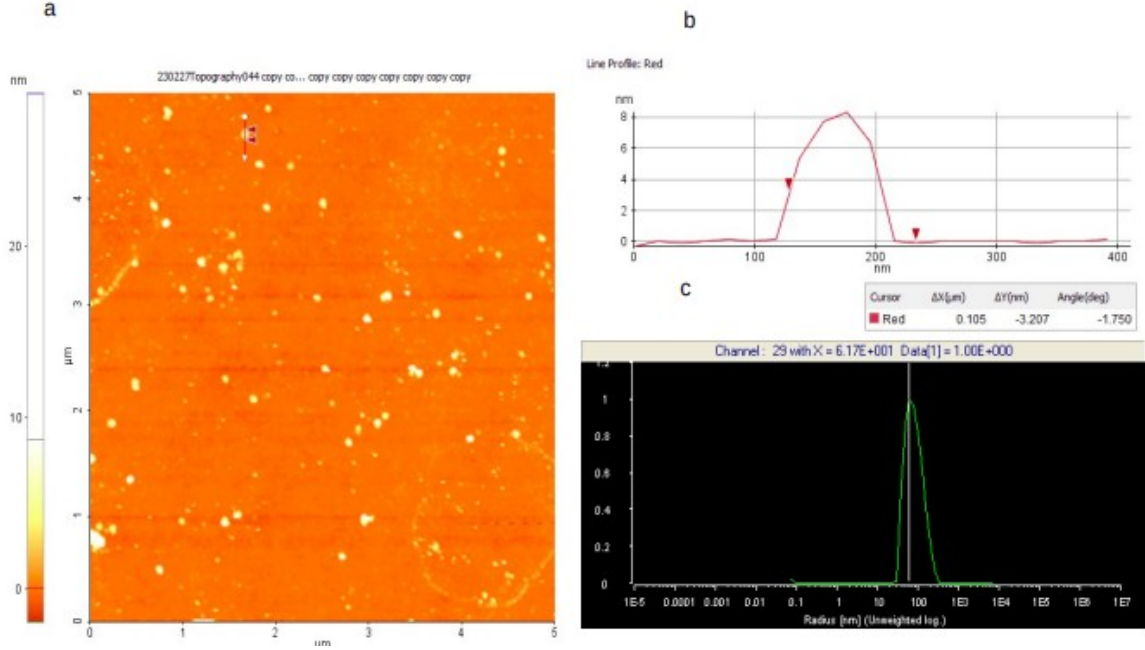 a
nm
230227Topography044 copy co... copy copy copy copy copy copy copy
20
10
0
5
4
3
2
1
0
μm
0
1
2
3
4
5
μm
b
Line Profile: Red
nm
8
6
4
2
0
0
100
200
300
400
nm
c
Cursor ΔX(μm) ΔY(nm) Angle(deg)
Red 0.105 -3.207 -1.750
Channel : 29 with X = 6.17E+001 Data[1] = 1.00E+000
1.2
1
0.8
0.6
0.4
0.2
0
1E-5 0.0001 0.001 0.01 0.1 1 10 100 1E3 1E4 1E5 1E6 1E7
Radius [nm] (Unweighted log.)